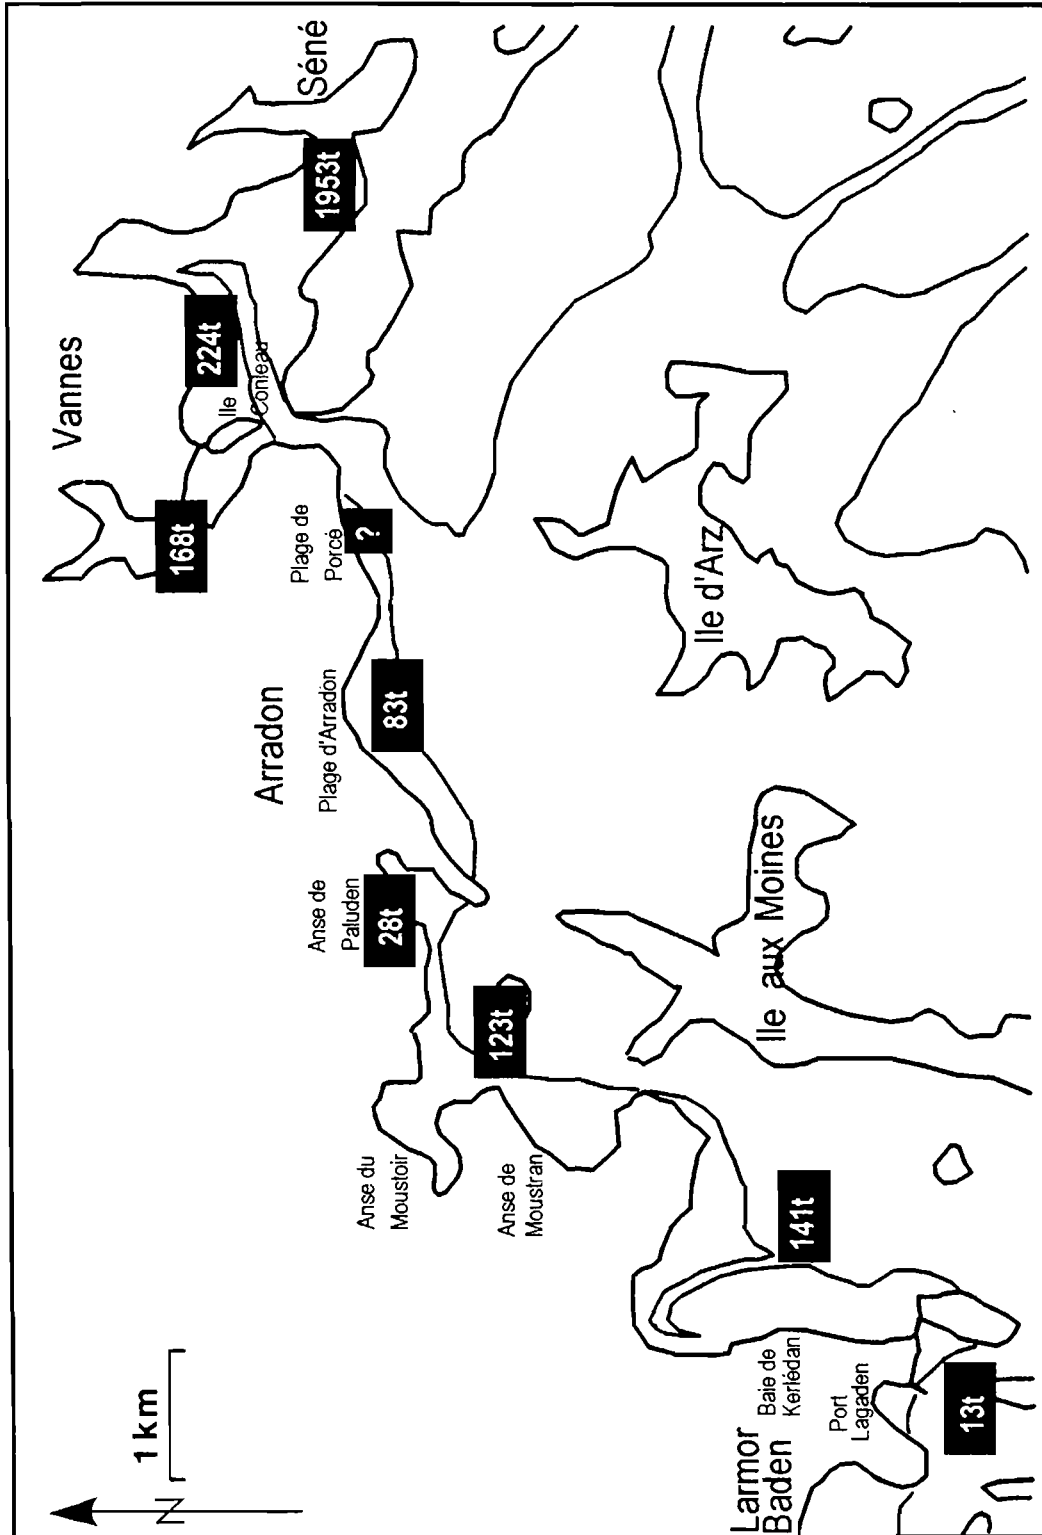 1 km
N
Vannes
Séné
224t
1953t
168t
Ile
Conleau
Plage de
Porcé
?
Arradon
Plage d'Arradon
83t
Anse de
Paluden
28t
123t
Anse du
Moustoir
Anse de
Moustran
Ile d'Arz
Ile aux Moines
141t
Baie de
Kerlédan
Port
Lagaden
Larmor
Baden
13t